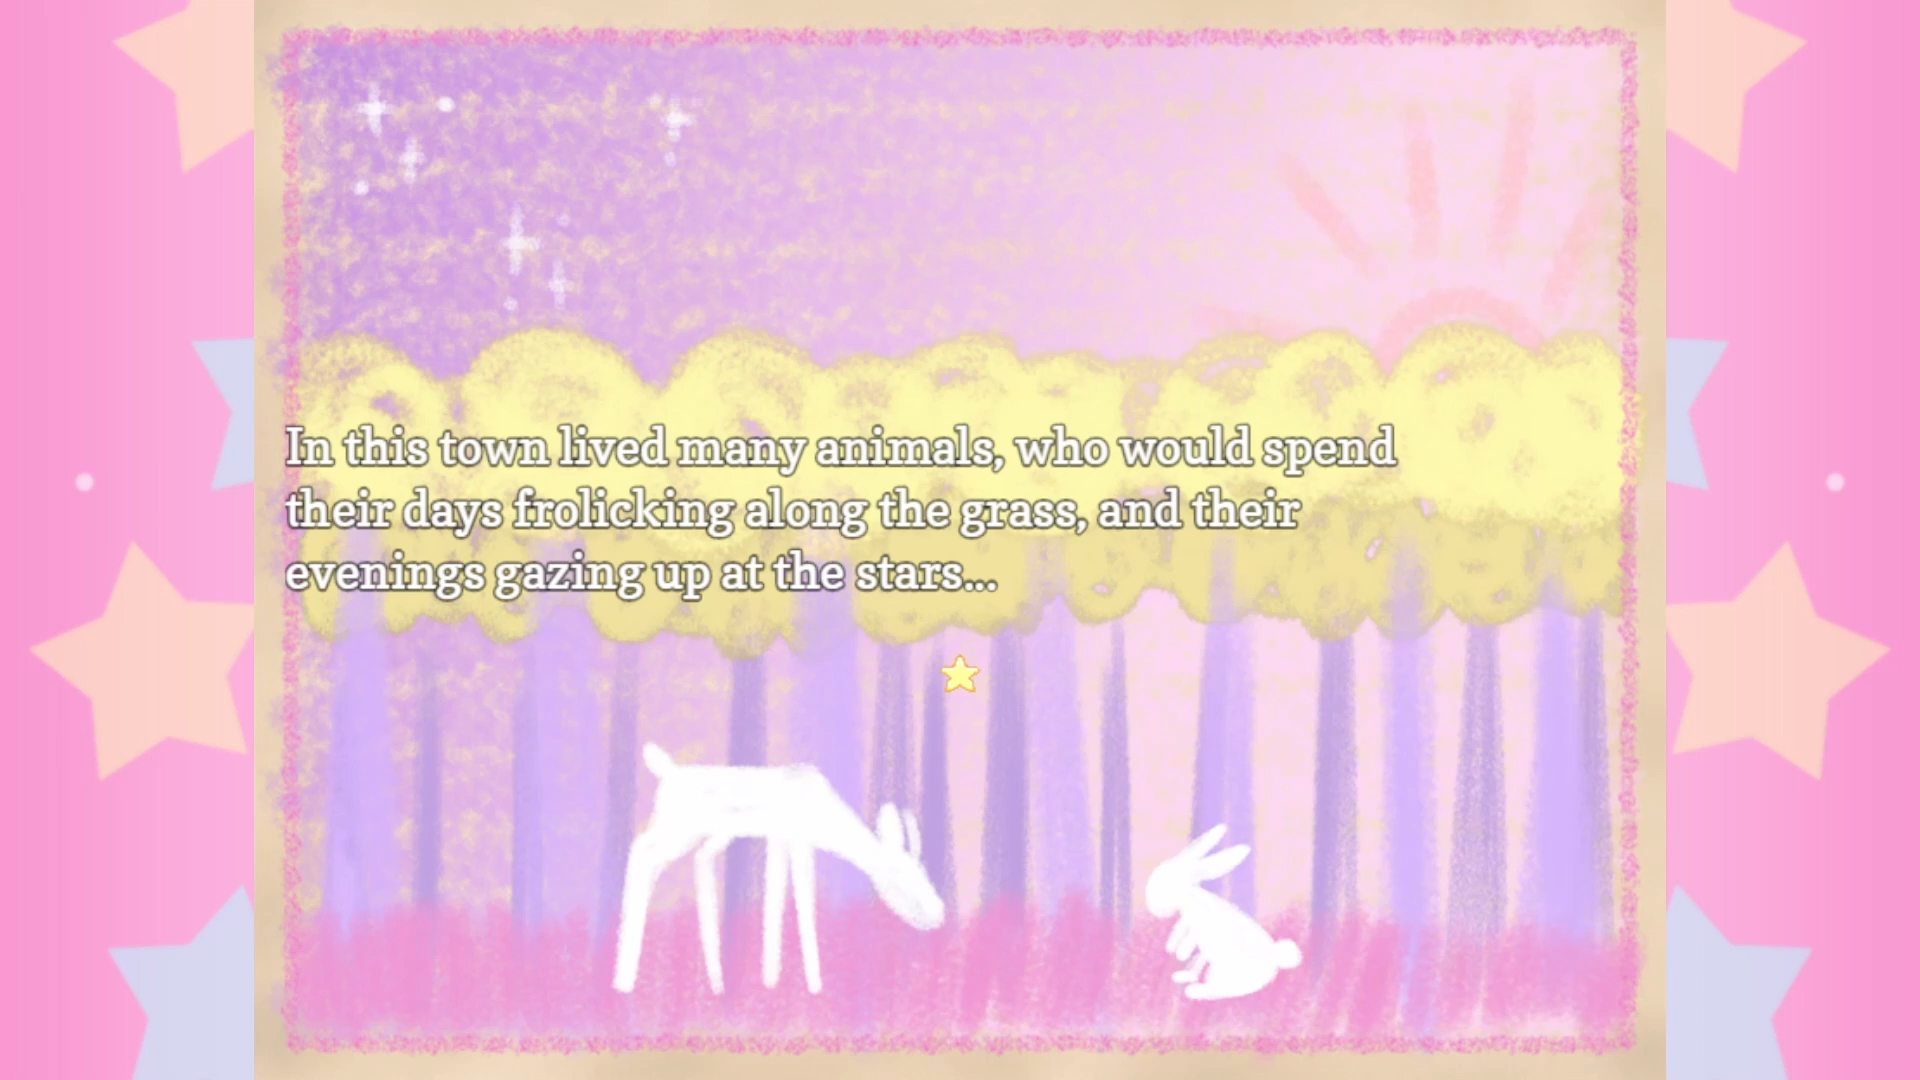 In this town lived many animals, who would spend
their days frolicking along the grass, and their
evenings gazing up at the stars...